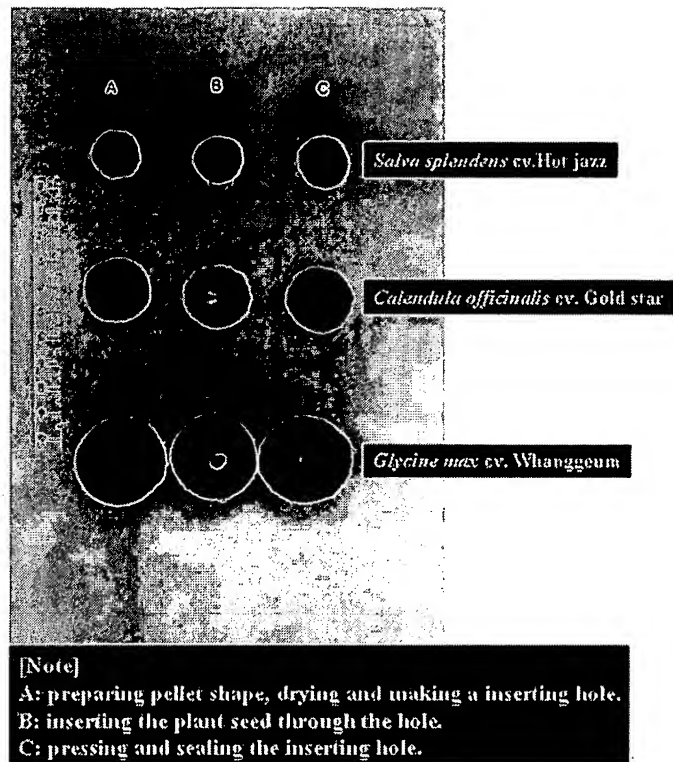 A B C
Salva splendens cv.Hot jazz
Calendula officinalis cv. Gold star
Glycine max cv. Whanggeum
[Note]
A: preparing pellet shape, drying and making a inserting hole.
B: inserting the plant seed through the hole.
C: pressing and sealing the inserting hole.